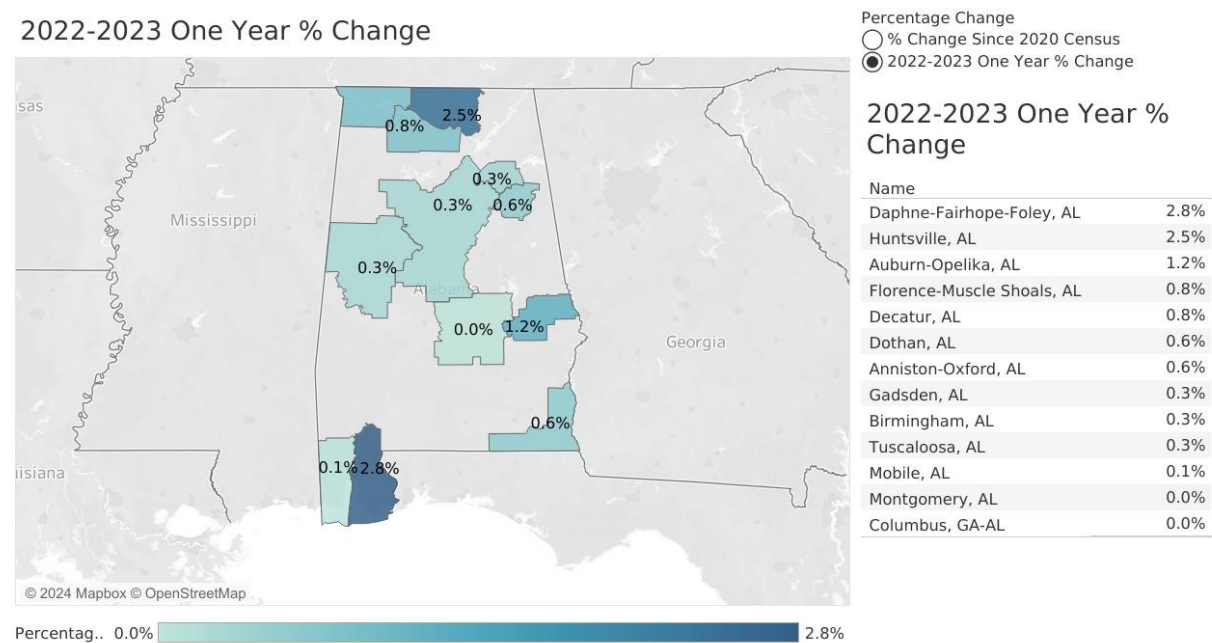 2022-2023 One Year % Change
sas
Mississippi
Alabama
Georgia
isiana
2.5%
0.8%
0.3%
0.3%
0.6%
0.3%
0.0%
1.2%
0.6%
0.1%
2.8%
© 2024 Mapbox © OpenStreetMap
Percentag.. 0.0%
2.8%
Percentage Change
% Change Since 2020 Census
2022-2023 One Year % Change
2022-2023 One Year %
Change
Name
Daphne-Fairhope-Foley, AL 2.8%
Huntsville, AL 2.5%
Auburn-Opelika, AL 1.2%
Florence-Muscle Shoals, AL 0.8%
Decatur, AL 0.8%
Dothan, AL 0.6%
Anniston-Oxford, AL 0.6%
Gadsden, AL 0.3%
Birmingham, AL 0.3%
Tuscaloosa, AL 0.3%
Mobile, AL 0.1%
Montgomery, AL 0.0%
Columbus, GA-AL 0.0%